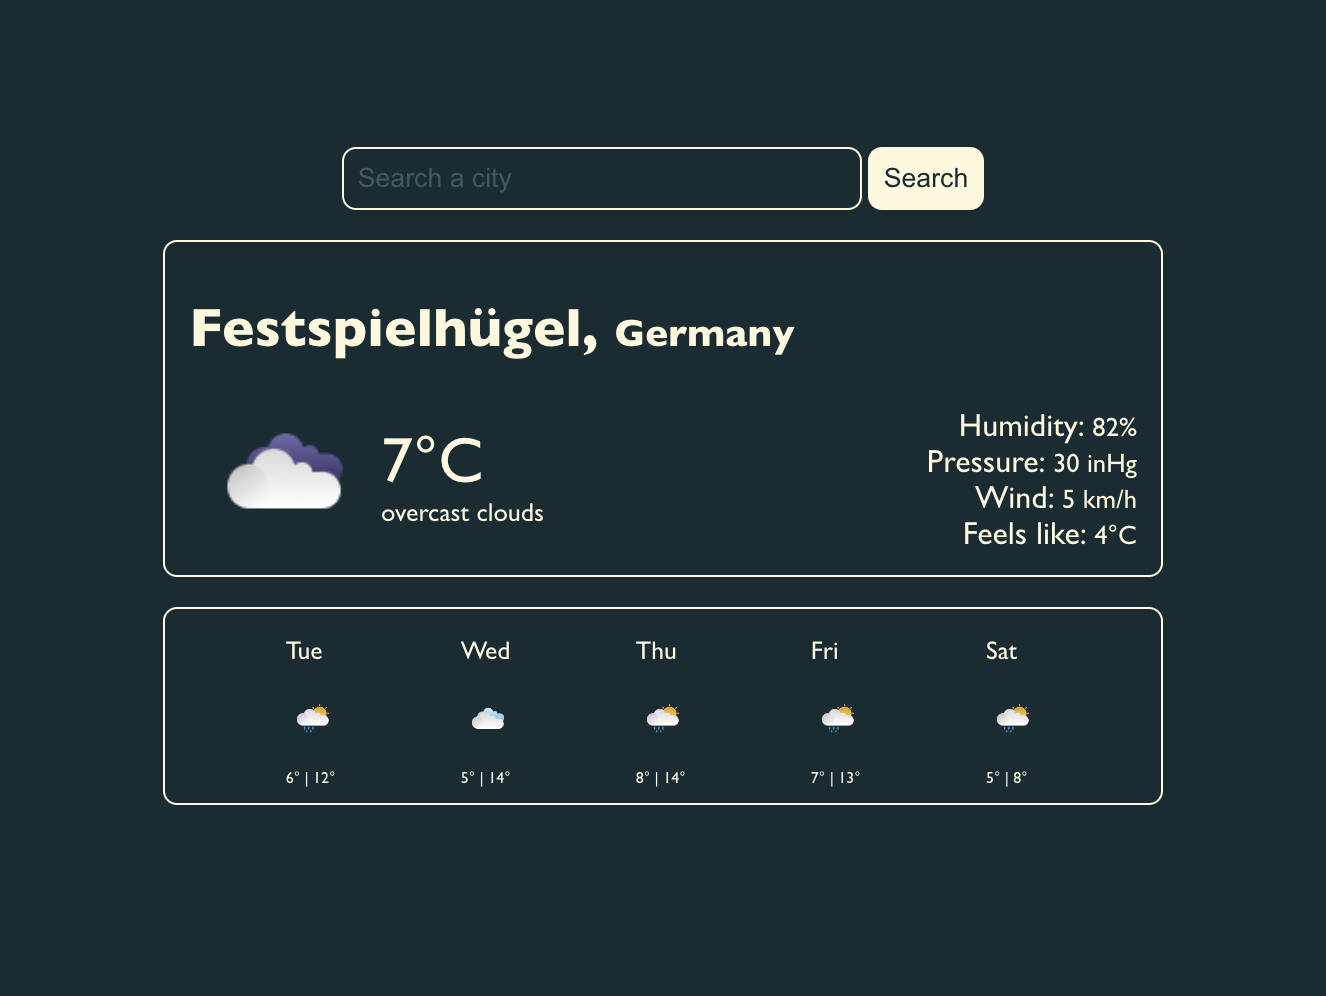 Search a city
Search
Festspielhügel, Germany
7°C
overcast clouds
Humidity: 82%
Pressure: 30 inHg
Wind: 5 km/h
Feels like: 4°C
Tue
Wed
Thu
Fri
Sat
6° | 12°
5° | 14°
8° | 14°
7° | 13°
5° | 8°